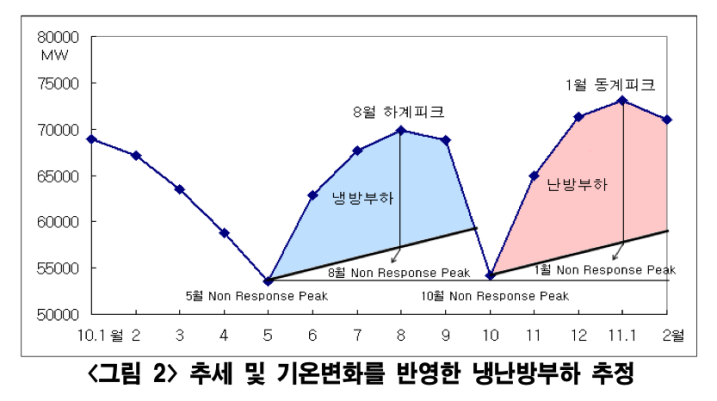 80000
MW
75000
70000
65000
60000
55000
50000
1월 동계피크
8월 하계피크
냉방부하
난방부하
8월 Non Response Peak
1월 Non Response Peak
5월 Non Response Peak
10월 Non Response Peak
10.1월 2 3 4 5 6 7 8 9 10 11 12 11.1 2월
<그림 2> 추세 및 기온변화를 반영한 냉난방부하 추정